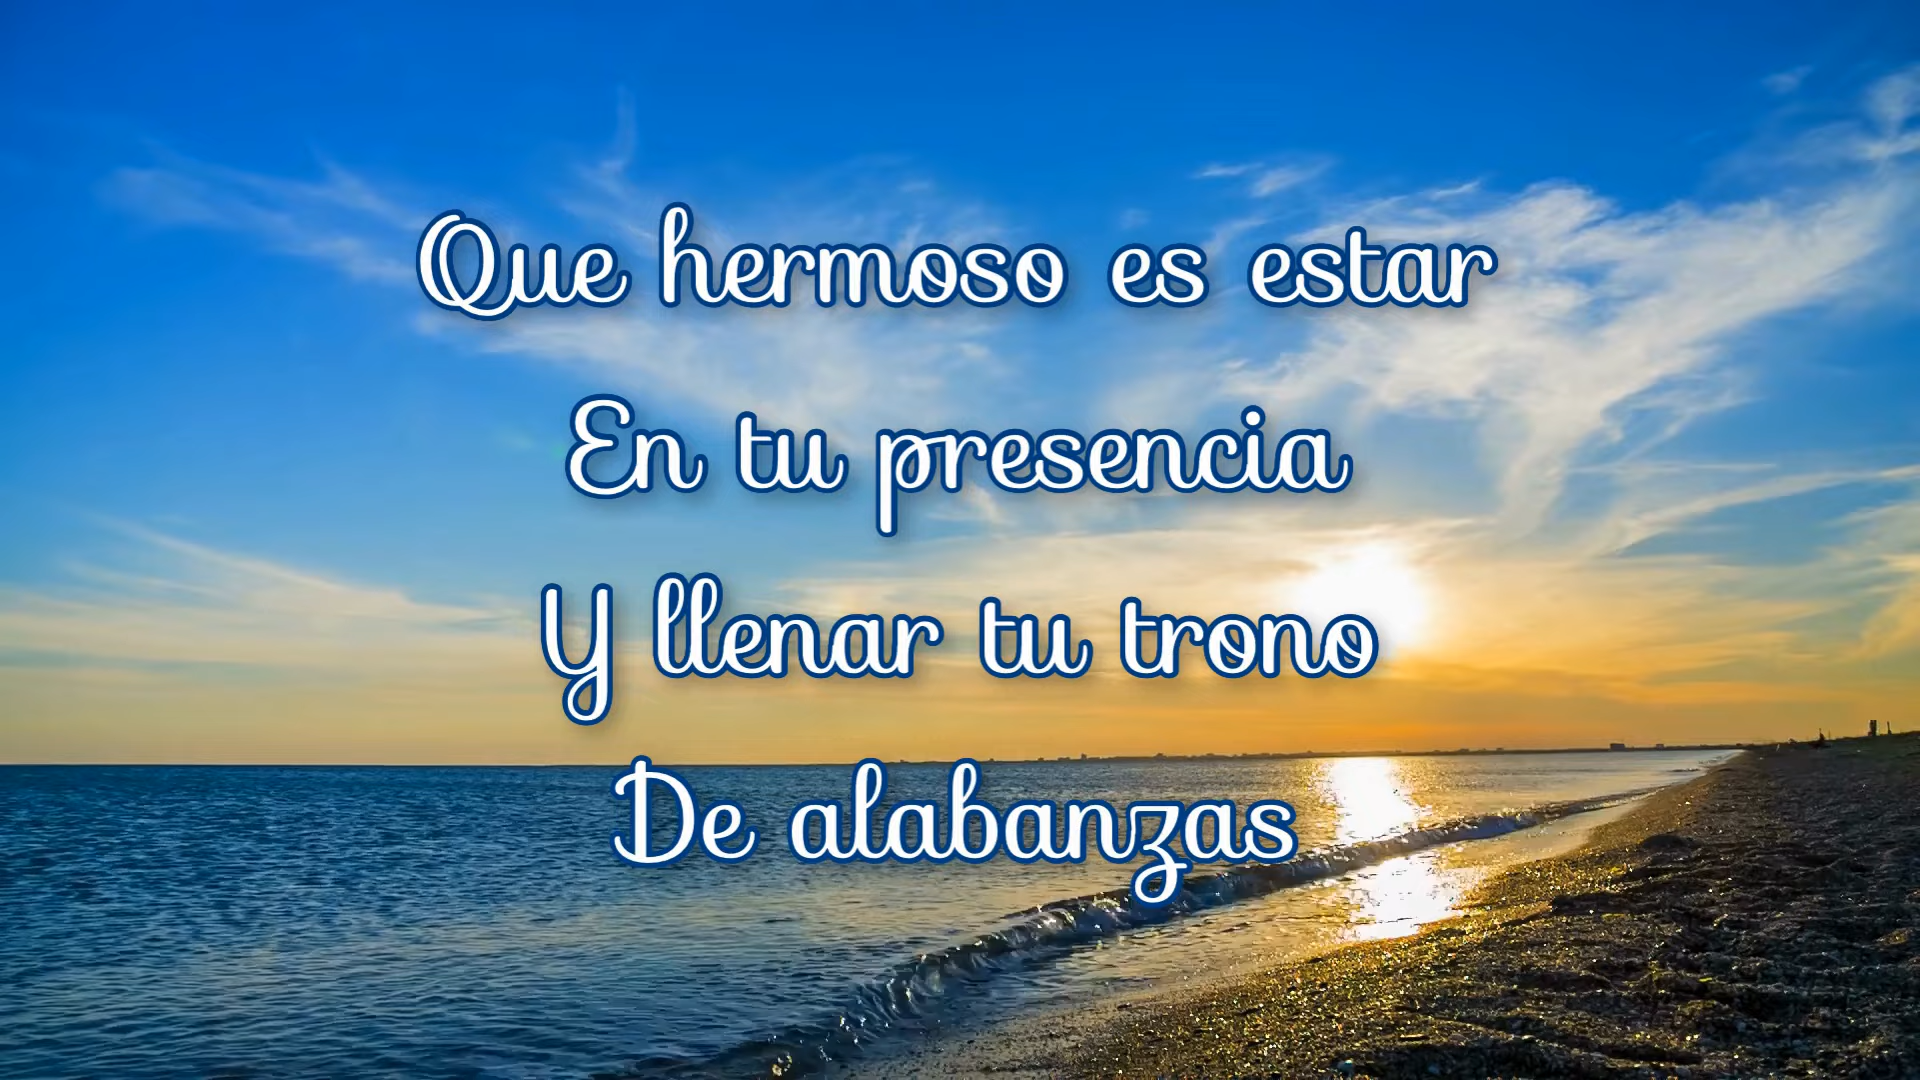 Que hermoso es estar
En tu presencia
Y llenar tu trono
De alabanzas